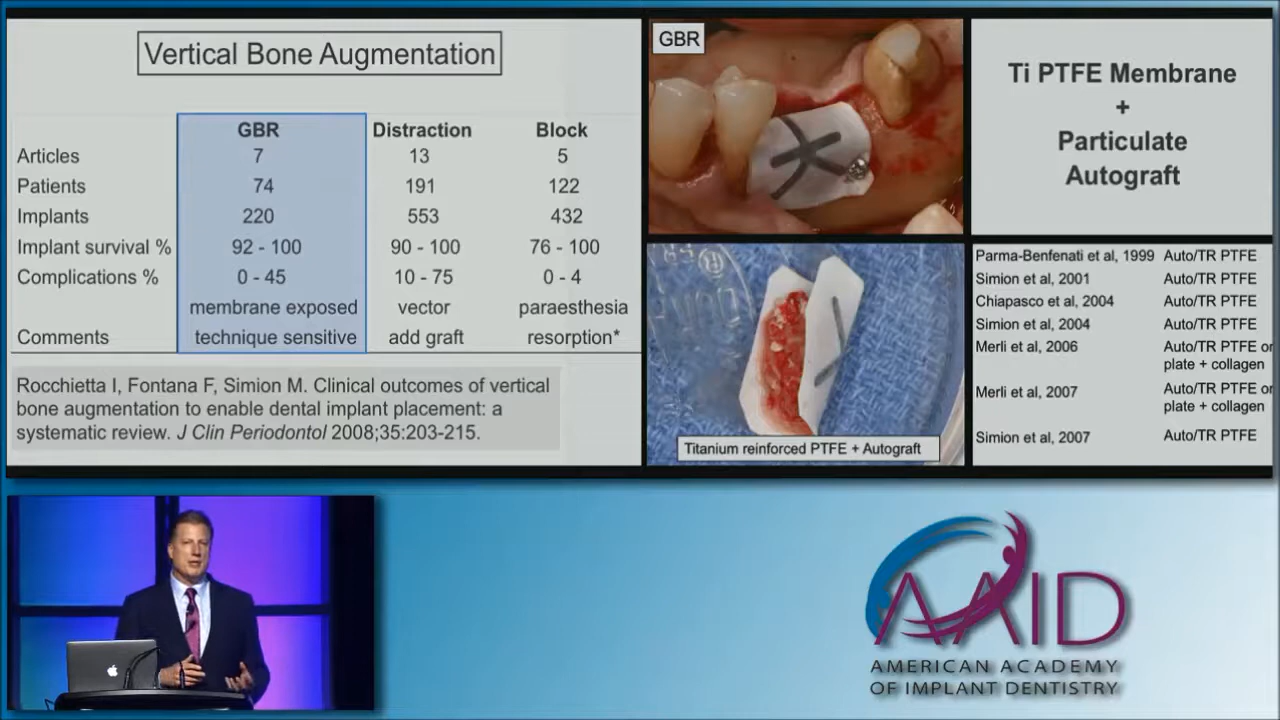 Vertical Bone Augmentation
GBR Distraction Block
Articles 7 13 5
Patients 74 191 122
Implants 220 553 432
Implant survival % 92 - 100 90 - 100 76 - 100
Complications % 0 - 45 10 - 75 0 - 4
membrane exposed vector paraesthesia
Comments technique sensitive add graft resorption*
Rocchietta I, Fontana F, Simion M. Clinical outcomes of vertical
bone augmentation to enable dental implant placement: a
systematic review. J Clin Periodontol 2008;35:203-215.
GBR
Titanium reinforced PTFE + Autograft
Ti PTFE Membrane
+
Particulate
Autograft
Parma-Benfenati et al, 1999 Auto/TR PTFE
Simion et al, 2001 Auto/TR PTFE
Chiapasco et al, 2004 Auto/TR PTFE
Simion et al, 2004 Auto/TR PTFE
Merli et al, 2006 Auto/TR PTFE or
plate + collagen
Merli et al, 2007 Auto/TR PTFE or
plate + collagen
Simion et al, 2007 Auto/TR PTFE
AAID
AMERICAN ACADEMY
OF IMPLANT DENTISTRY